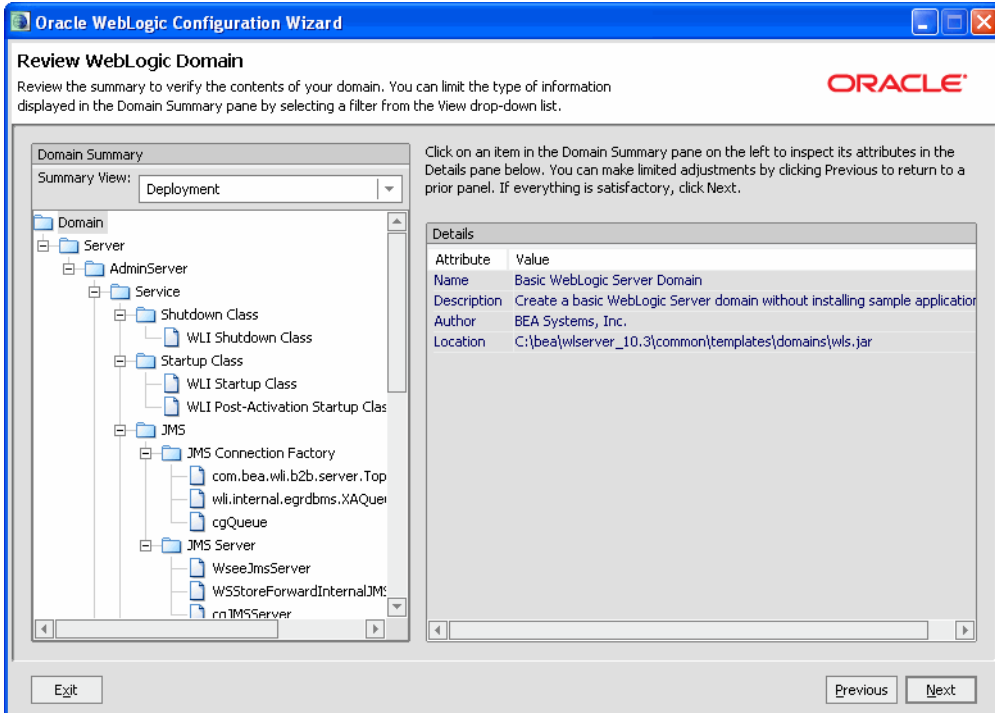 Oracle WebLogic Configuration Wizard
Review WebLogic Domain
Review the summary to verify the contents of your domain. You can limit the type of information
displayed in the Domain Summary pane by selecting a filter from the View drop-down list.
ORACLE
Domain Summary
Summary View:
Deployment
Domain
Server
AdminServer
Service
Shutdown Class
WLI Shutdown Class
Startup Class
WLI Startup Class
WLI Post-Activation Startup Clas
JMS
JMS Connection Factory
com.bea.wli.b2b.server.Top
wli.internal.egrdbms.XAQue
cgQueue
JMS Server
WseeJmsServer
WSStoreForwardInternalJMS
cgJMSServer
Click on an item in the Domain Summary pane on the left to inspect its attributes in the
Details pane below. You can make limited adjustments by clicking Previous to return to a
prior panel. If everything is satisfactory, click Next.
Details
Attribute Value
Name Basic WebLogic Server Domain
Description Create a basic WebLogic Server domain without installing sample application
Author BEA Systems, Inc.
Location C:\bea\wlserver_10.3\common\templates\domains\wls.jar
Exit
Previous
Next